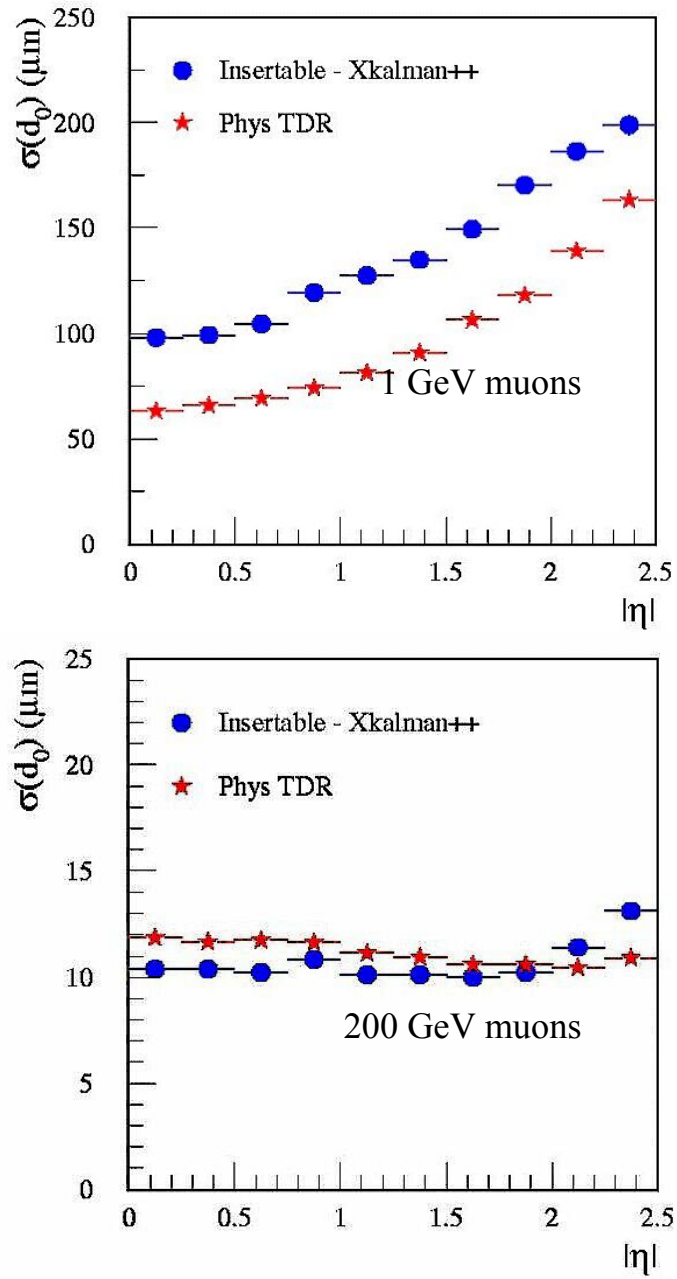 σ(d₀) (μm)
250
200
150
100
50
0
Insertable - Xkalman++
Phys TDR
1 GeV muons
0 0.5 1 1.5 2 2.5
|η|
σ(d₀) (μm)
25
20
15
10
5
0
Insertable - Xkalman++
Phys TDR
200 GeV muons
0 0.5 1 1.5 2 2.5
|η|